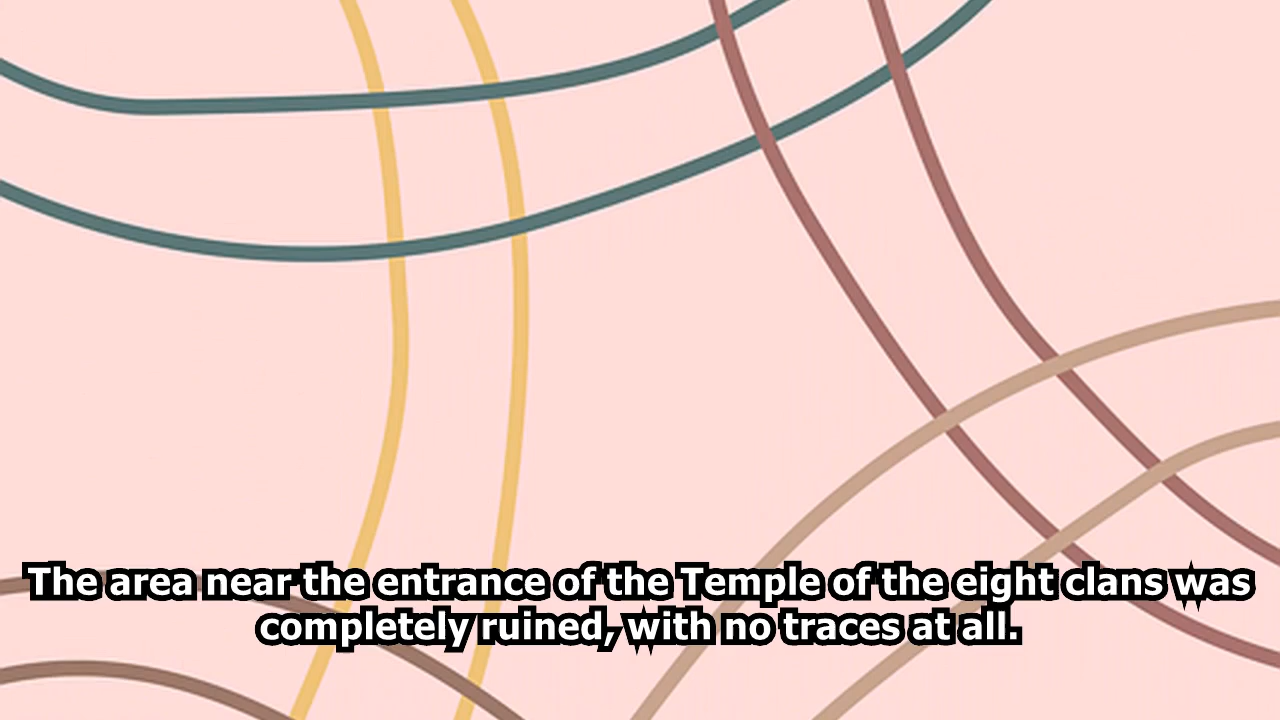 The area near the entrance of the Temple of the eight clans was
completely ruined, with no traces at all.